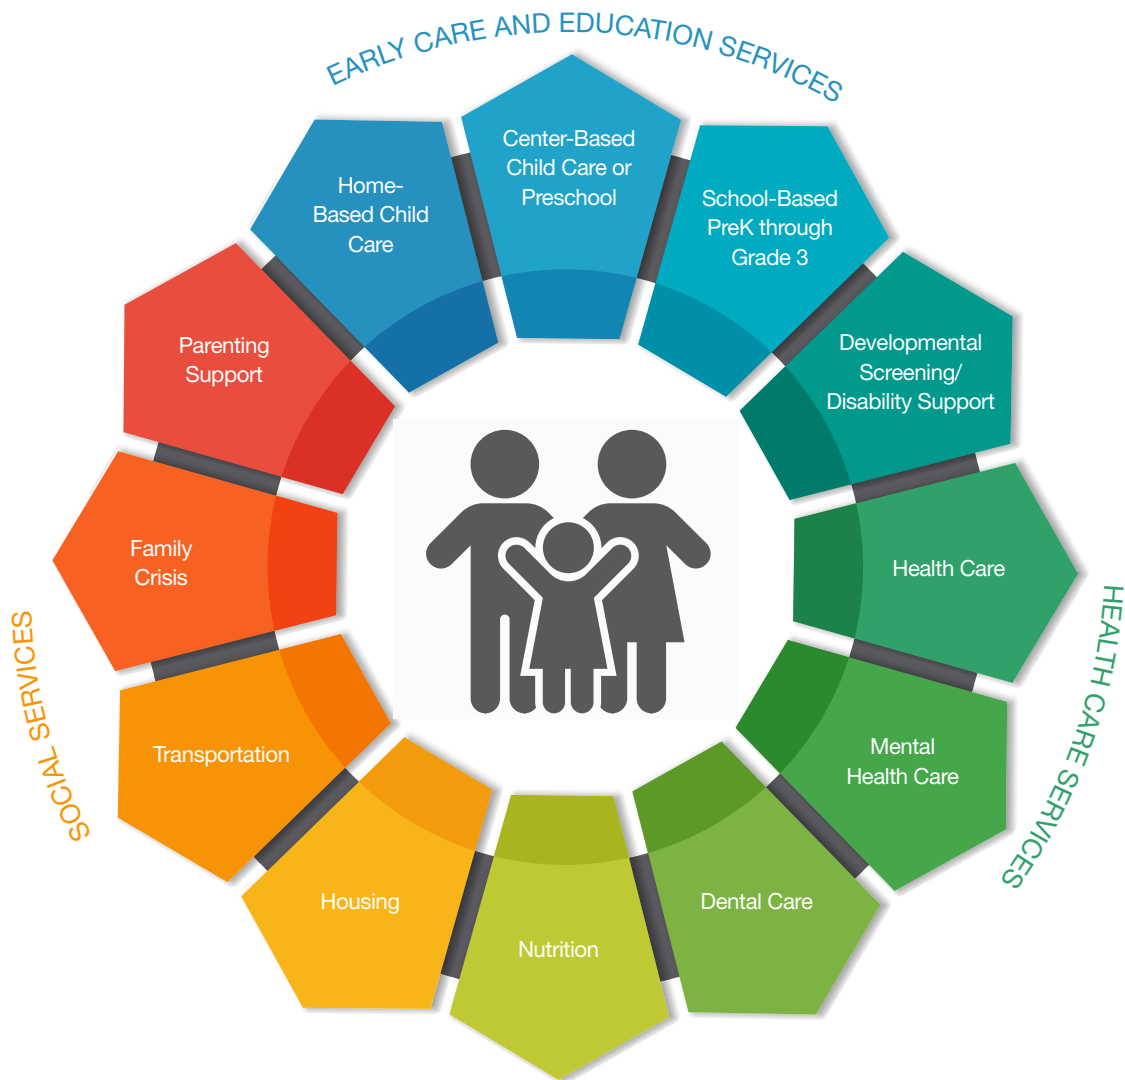 EARLY CARE AND EDUCATION SERVICES
Center-Based
Child Care or
Preschool
School-Based
PreK through
Grade 3
Developmental
Screening/
Disability Support
Health Care
Mental
Health Care
Dental Care
Nutrition
Housing
Transportation
Family
Crisis
Parenting
Support
Home-
Based Child
Care
HEALTH CARE SERVICES
SOCIAL SERVICES